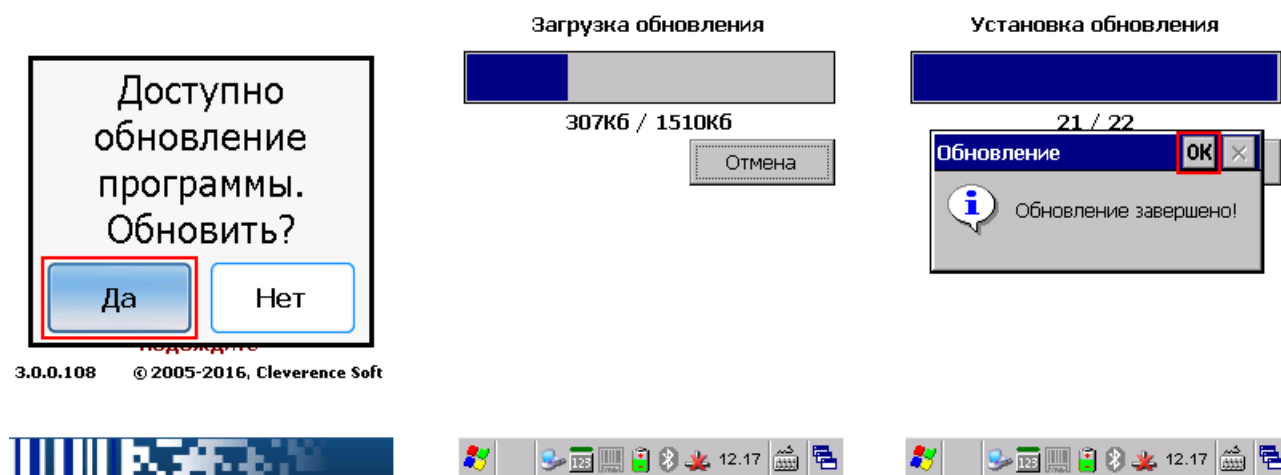 Доступно
обновление
программы.
Обновить?
Да
Нет
3.0.0.108
© 2005-2016, Cleverence Soft
Загрузка обновления
307Кб / 1510Кб
Отмена
12.17
Установка обновления
21 / 22
Обновление
OK
Обновление завершено!
12.17